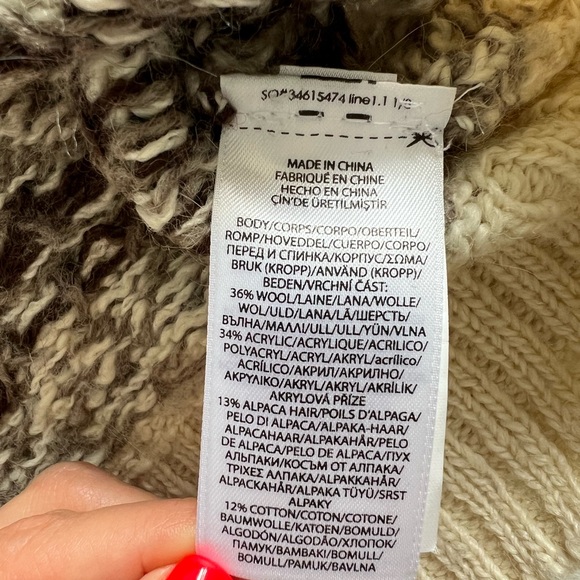 SO#34615474 line1.1 1/
MADE IN CHINA
FABRIQUÉ EN CHINE
HECHO EN CHINA
ÇİN'DE ÜRETİLMİŞTİR
BODY/CORPS/CORPO/OBERTEIL/
ROMP/HOVEDDEL/CUERPO/CORPO/
ПЕРЕД И СПИНКА/КОРПУС/ΣΩΜΑ/
BRUK (KROPP)/ANVÄND (KROPP)/
BEDEN/VRCHNÍ ČÁST:
36% WOOL/LAINE/LANA/WOLLE/
WOL/ULD/LANA/LÃ/ШЕРСТЬ/
ВЪЛНА/ΜΑΛΛΙ/ULL/ULL/YÜN/VLNA
34% ACRYLIC/ACRYLIQUE/ACRILICO/
POLYACRYL/ACRYL/AKRYL/acrílico/
ACRÍLICO/АКРИЛ/АКРИЛНО/
ΑΚΡΥΛΙΚΟ/AKRYL/AKRYL/AKRİLİK/
AKRYLOVÁ PŘÍZE
13% ALPACA HAIR/POILS D'ALPAGA/
PELO DI ALPACA/ALPAKA-HAAR/
ALPACAHAAR/ALPAKAHÅR/PELO
DE ALPACA/PELO DE ALPACA/ПУХ
АЛЬПАКИ/КОСЪМ ОТ АЛПАКА/
ΤΡΙΧΕΣ ΑΛΠΑΚΑ/ALPAKKAHÅR/
ALPACKAHÅR/ALPAKA TÜYÜ/SRST
ALPAKY
12% COTTON/COTON/COTONE/
BAUMWOLLE/KATOEN/BOMULD/
ALGODÓN/ALGODÃO/ХЛОПОК
/ПАМУК/ΒΑΜΒΑΚΙ/BOMULL/
BOMULL/PAMUK/BAVLNA